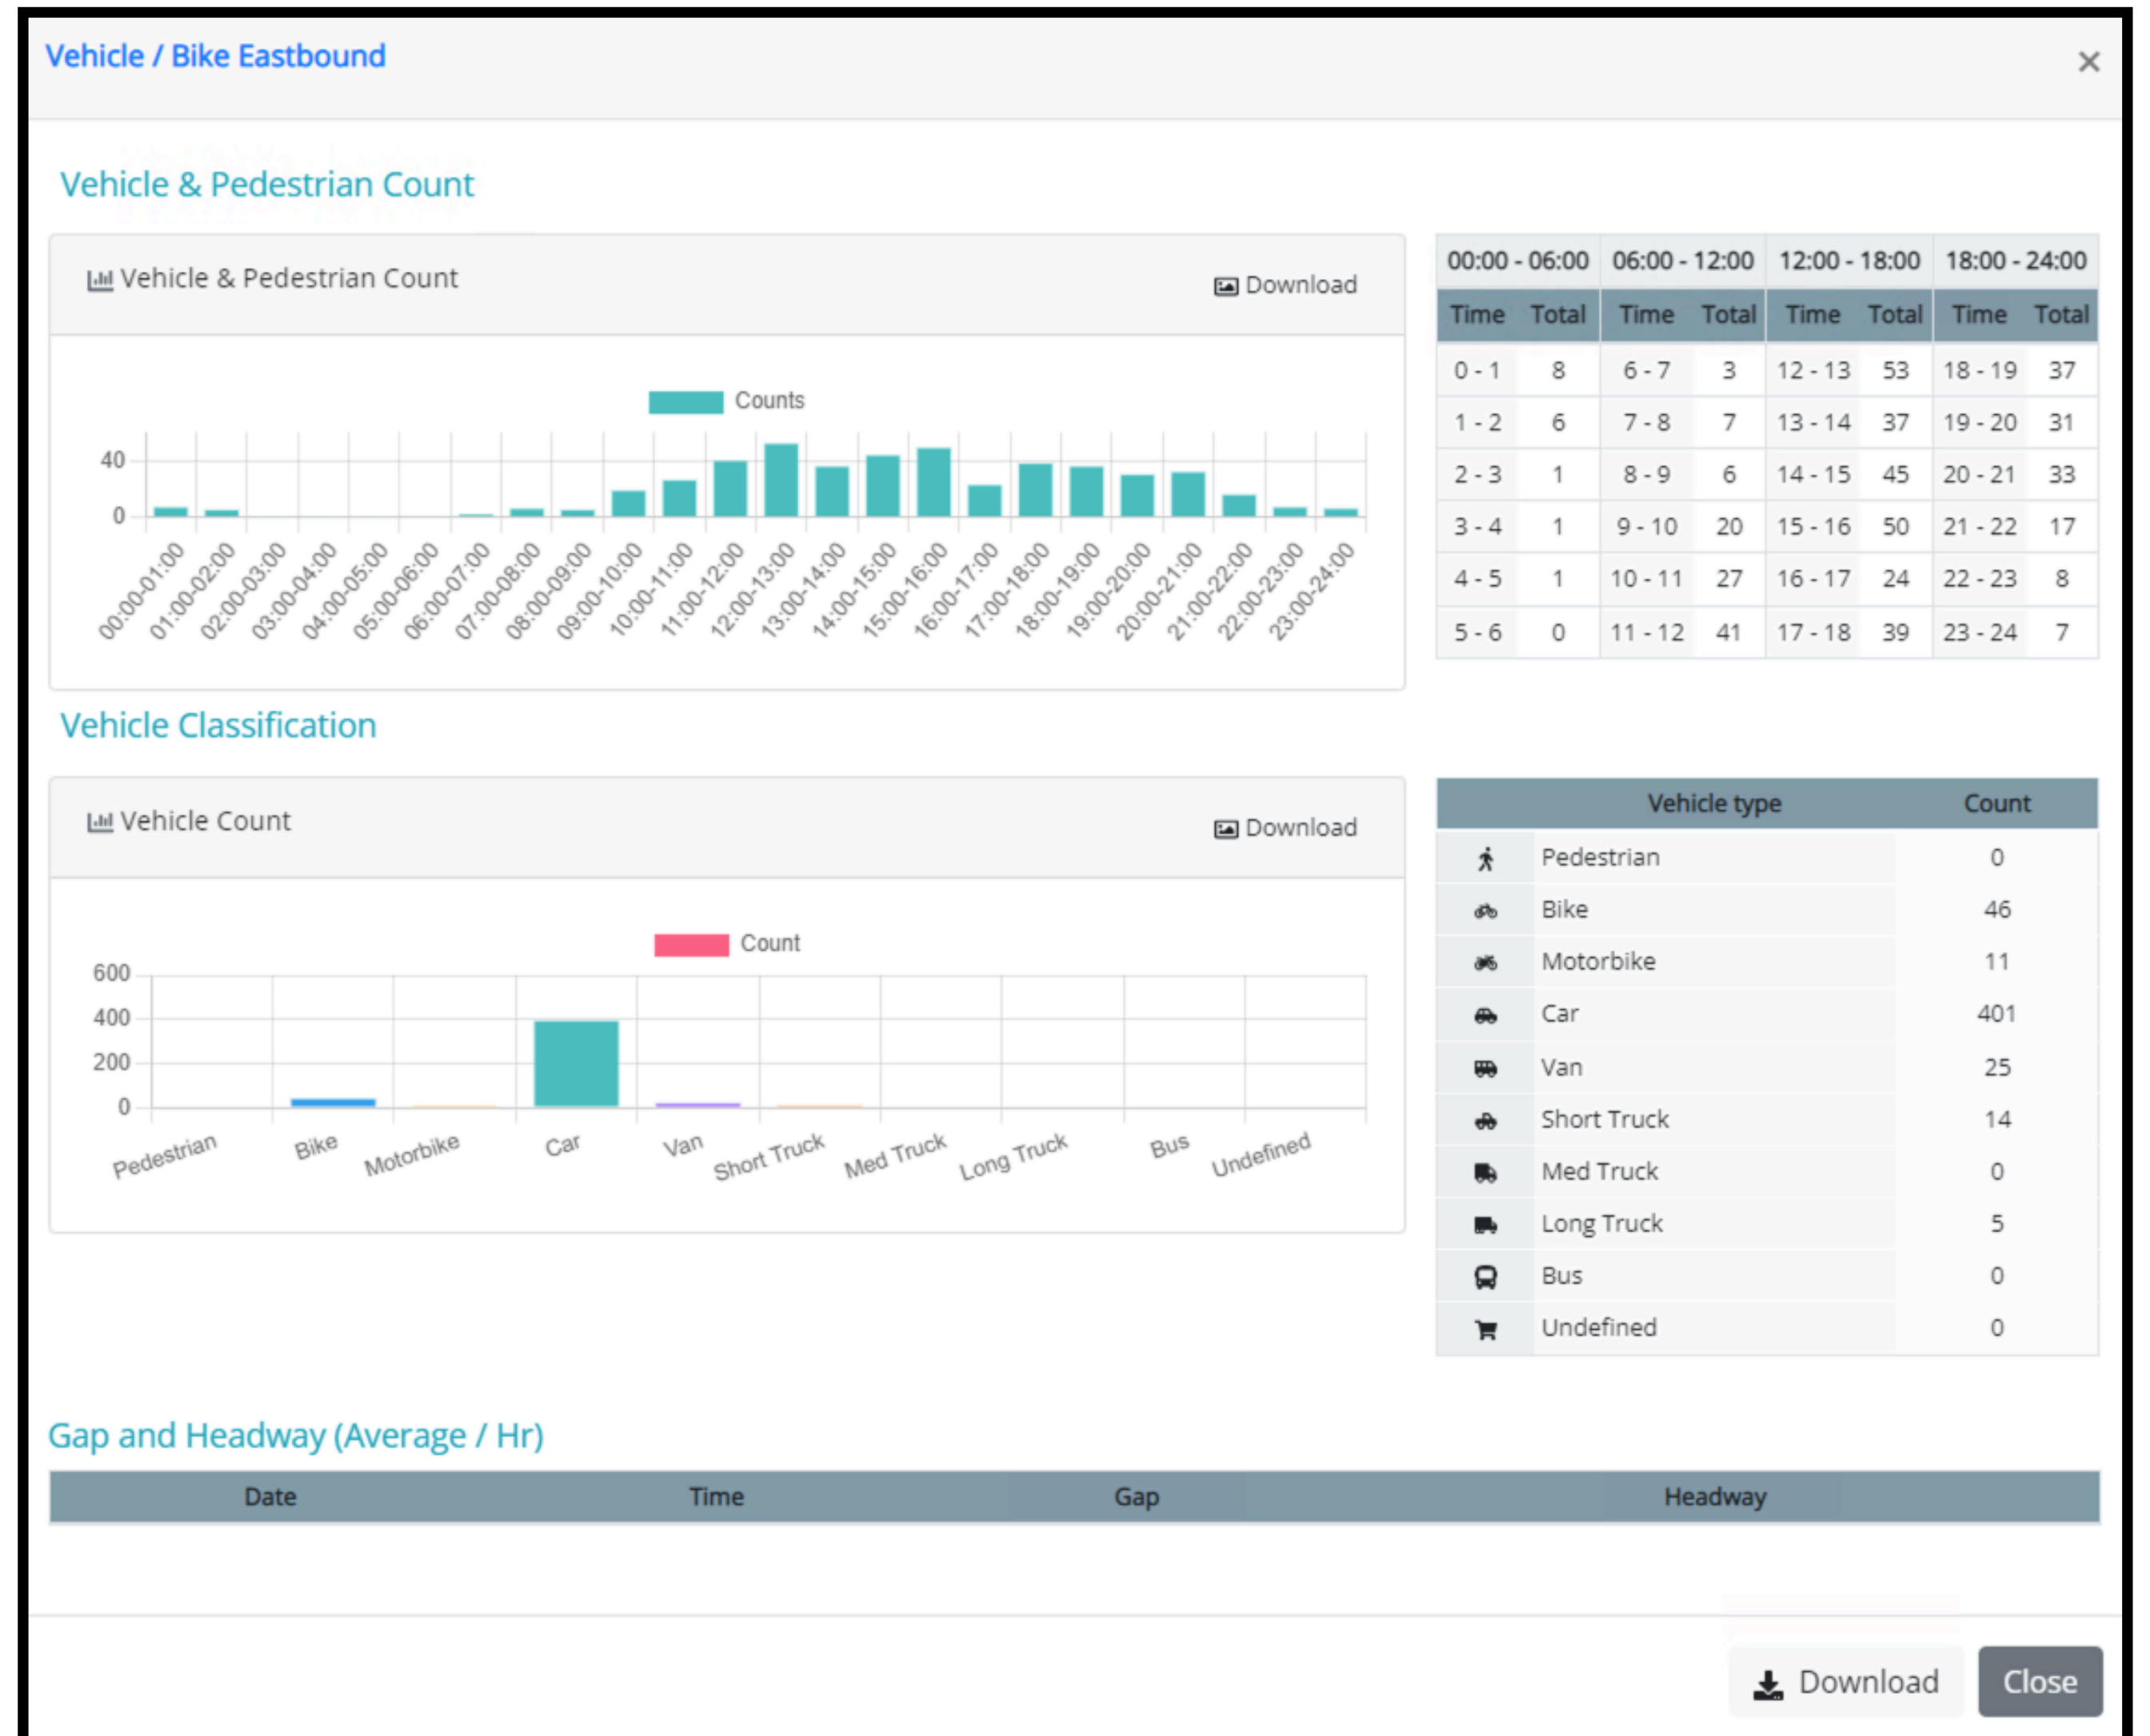 Vehicle / Bike Eastbound
×
Vehicle & Pedestrian Count
Vehicle & Pedestrian Count
Download
Counts
40
0
00:00-01:00
01:00-02:00
02:00-03:00
03:00-04:00
04:00-05:00
05:00-06:00
06:00-07:00
07:00-08:00
08:00-09:00
09:00-10:00
10:00-11:00
11:00-12:00
12:00-13:00
13:00-14:00
14:00-15:00
15:00-16:00
16:00-17:00
17:00-18:00
18:00-19:00
19:00-20:00
20:00-21:00
21:00-22:00
22:00-23:00
23:00-24:00
00:00 - 06:00 06:00 - 12:00 12:00 - 18:00 18:00 - 24:00
Time Total Time Total Time Total Time Total
0 - 1 8 6 - 7 3 12 - 13 53 18 - 19 37
1 - 2 6 7 - 8 7 13 - 14 37 19 - 20 31
2 - 3 1 8 - 9 6 14 - 15 45 20 - 21 33
3 - 4 1 9 - 10 20 15 - 16 50 21 - 22 17
4 - 5 1 10 - 11 27 16 - 17 24 22 - 23 8
5 - 6 0 11 - 12 41 17 - 18 39 23 - 24 7
Vehicle Classification
Vehicle Count
Download
Count
600
400
200
0
Pedestrian
Bike
Motorbike
Car
Van
Short Truck
Med Truck
Long Truck
Bus
Undefined
Vehicle type Count
Pedestrian 0
Bike 46
Motorbike 11
Car 401
Van 25
Short Truck 14
Med Truck 0
Long Truck 5
Bus 0
Undefined 0
Gap and Headway (Average / Hr)
Date Time Gap Headway
Download
Close